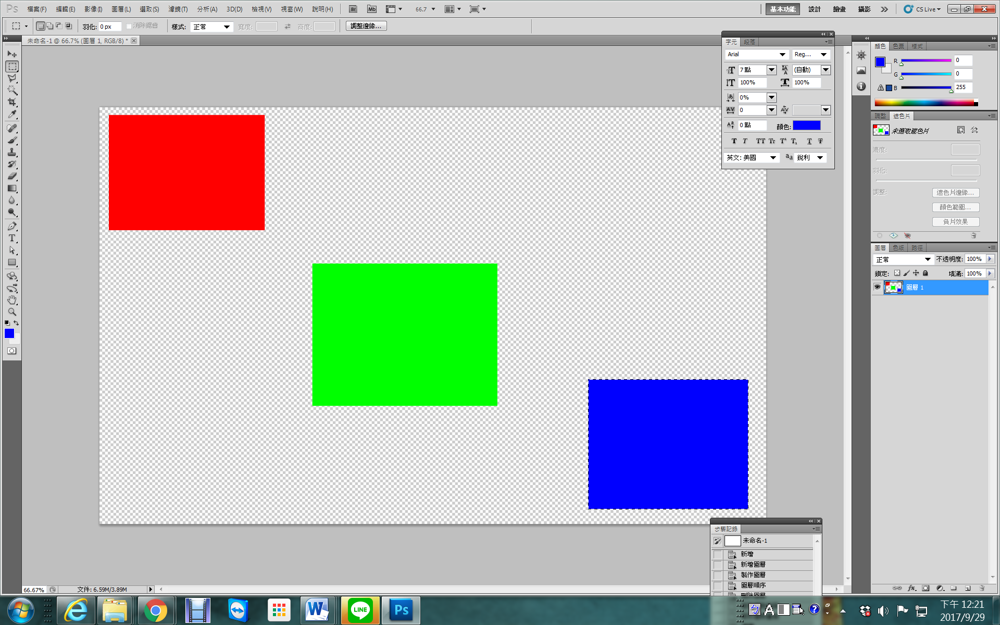 Ps 檔案(F) 編輯(E) 影像(I) 圖層(L) 選取(S) 濾鏡(T) 分析(A) 3D(D) 檢視(V) 視窗(W) 說明(H) Br Mb 66.7 基本功能 設計 繪畫 攝影 CS Live
羽化: 0 px 消除鋸齒 樣式: 正常 寬度: 高度: 調整邊緣...
未命名-1 @ 66.7% (圖層 1, RGB/8) *
字元 段落
Arial Reg...
7 點 (自動)
100% 100%
0%
0
0 點 顏色:
T T TT Tr T¹ T₁ T T
英文: 美國 aa 銳利
顏色 色票 樣式
R 0
G 0
B 255
調整 遮色片
未選取遮色片
濃度:
羽化:
調整: 遮色片邊緣...
顏色範圍...
負片效果
圖層 色版 路徑
正常 不透明度: 100%
鎖定: 填滿: 100%
圖層 1
步驟記錄
未命名-1
新增
新增圖層
製作圖層
圖層順序
刪除圖層
66.67% 文件: 6.59M/3.89M
W LINE Ps ㄅ A 下午 12:21
2017/9/29